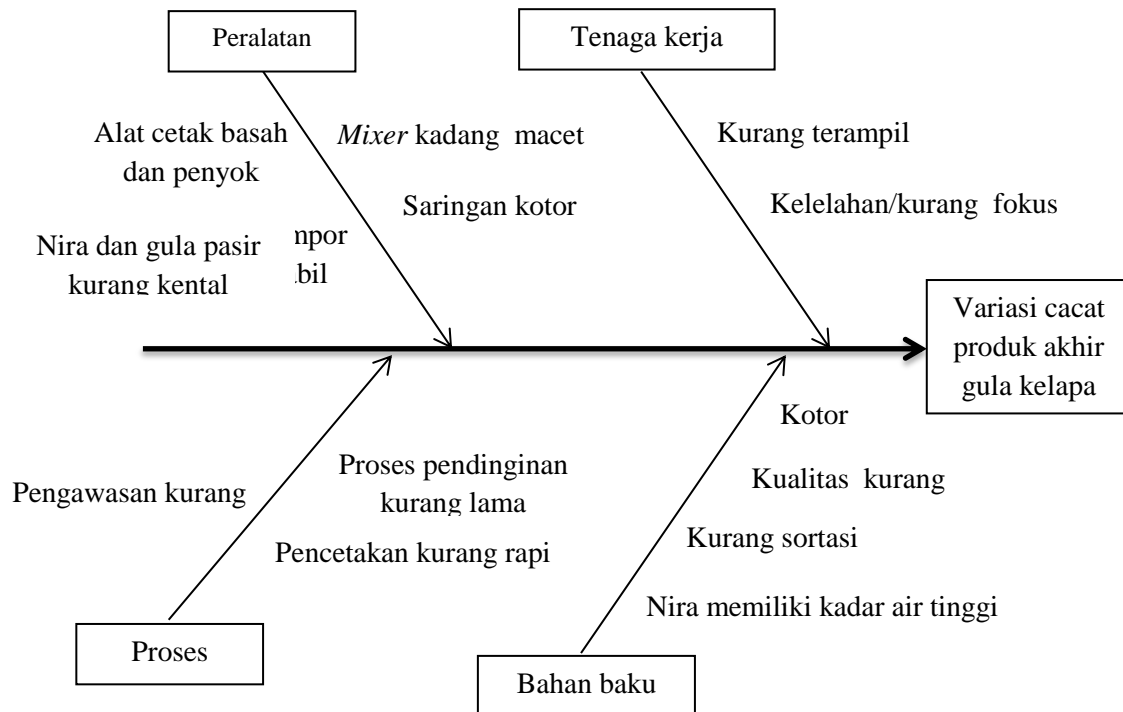 Peralatan
Tenaga kerja
Alat cetak basah
dan penyok
Mixer kadang macet
Saringan kotor
Kurang terampil
Kelelahan/kurang fokus
Nira dan gula pasir
kurang kental
Variasi cacat
produk akhir
gula kelapa
Pengawasan kurang
Proses pendinginan
kurang lama
Pencetakan kurang rapi
Kotor
Kualitas kurang
Kurang sortasi
Nira memiliki kadar air tinggi
Proses
Bahan baku